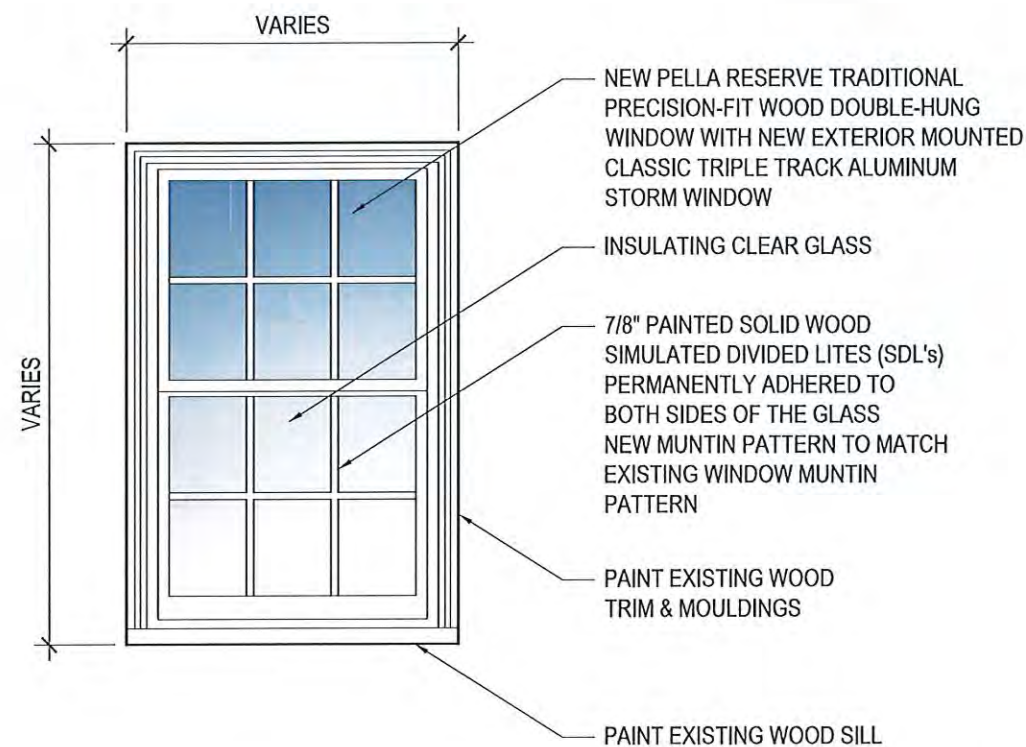 VARIES
VARIES
NEW PELLA RESERVE TRADITIONAL
PRECISION-FIT WOOD DOUBLE-HUNG
WINDOW WITH NEW EXTERIOR MOUNTED
CLASSIC TRIPLE TRACK ALUMINUM
STORM WINDOW
INSULATING CLEAR GLASS
7/8" PAINTED SOLID WOOD
SIMULATED DIVIDED LITES (SDL's)
PERMANENTLY ADHERED TO
BOTH SIDES OF THE GLASS
NEW MUNTIN PATTERN TO MATCH
EXISTING WINDOW MUNTIN
PATTERN
PAINT EXISTING WOOD
TRIM & MOULDINGS
PAINT EXISTING WOOD SILL